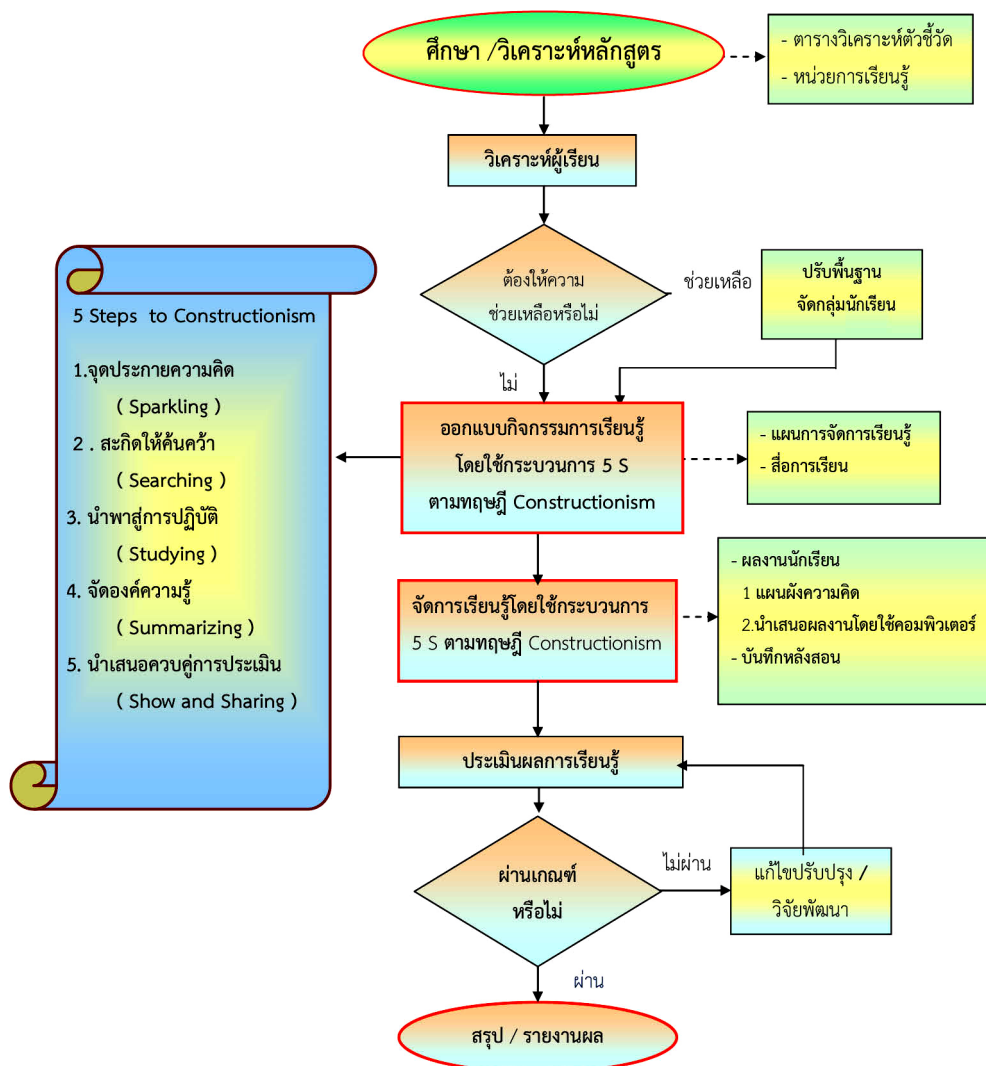 ศึกษา /วิเคราะห์หลักสูตร
- ตารางวิเคราะห์ตัวชี้วัด
- หน่วยการเรียนรู้
วิเคราะห์ผู้เรียน
ต้องให้ความ
ช่วยเหลือหรือไม่
ช่วยเหลือ
ปรับพื้นฐาน
จัดกลุ่มนักเรียน
ไม่
5 Steps to Constructionism
1.จุดประกายความคิด
( Sparkling )
2 . สะกิดให้ค้นคว้า
( Searching )
3. นำพาสู่การปฏิบัติ
( Studying )
4. จัดองค์ความรู้
( Summarizing )
5. นำเสนอควบคู่การประเมิน
( Show and Sharing )
ออกแบบกิจกรรมการเรียนรู้
โดยใช้กระบวนการ 5 S
ตามทฤษฎี Constructionism
- แผนการจัดการเรียนรู้
- สื่อการเรียน
จัดการเรียนรู้โดยใช้กระบวนการ
5 S ตามทฤษฎี Constructionism
- ผลงานนักเรียน
1 แผนผังความคิด
2.นำเสนอผลงานโดยใช้คอมพิวเตอร์
- บันทึกหลังสอน
ประเมินผลการเรียนรู้
ผ่านเกณฑ์
หรือไม่
ไม่ผ่าน
แก้ไขปรับปรุง /
วิจัยพัฒนา
ผ่าน
สรุป / รายงานผล